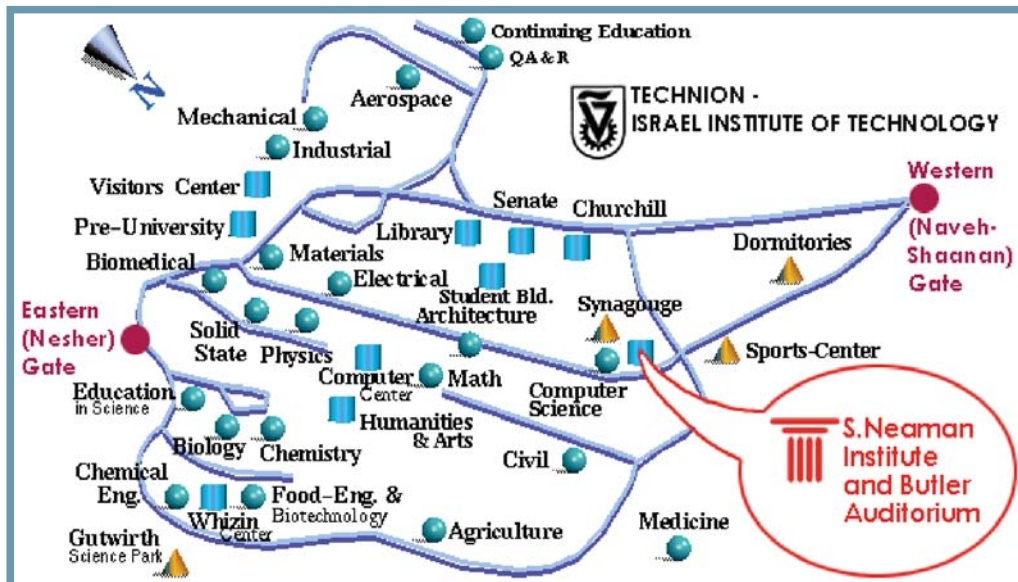 Continuing Education
QA & R
N
Aerospace
TECHNION -
ISRAEL INSTITUTE OF TECHNOLOGY
Mechanical
Industrial
Visitors Center
Pre-University
Senate
Churchill
Library
Western
(Naveh-
Shaanan)
Gate
Dormitories
Biomedical
Materials
Electrical
Student Bld.
Architecture
Synagouge
Eastern
(Nesher)
Gate
Solid
State
Physics
Sports-Center
Computer
Center
Math
Computer
Science
Education
in Science
Humanities
& Arts
Biology
Chemistry
Civil
S.Neaman
Institute
and Butler
Auditorium
Chemical
Eng.
Whizin
Center
Food-Eng. &
Biotechnology
Agriculture
Medicine
Gutwirth
Science Park